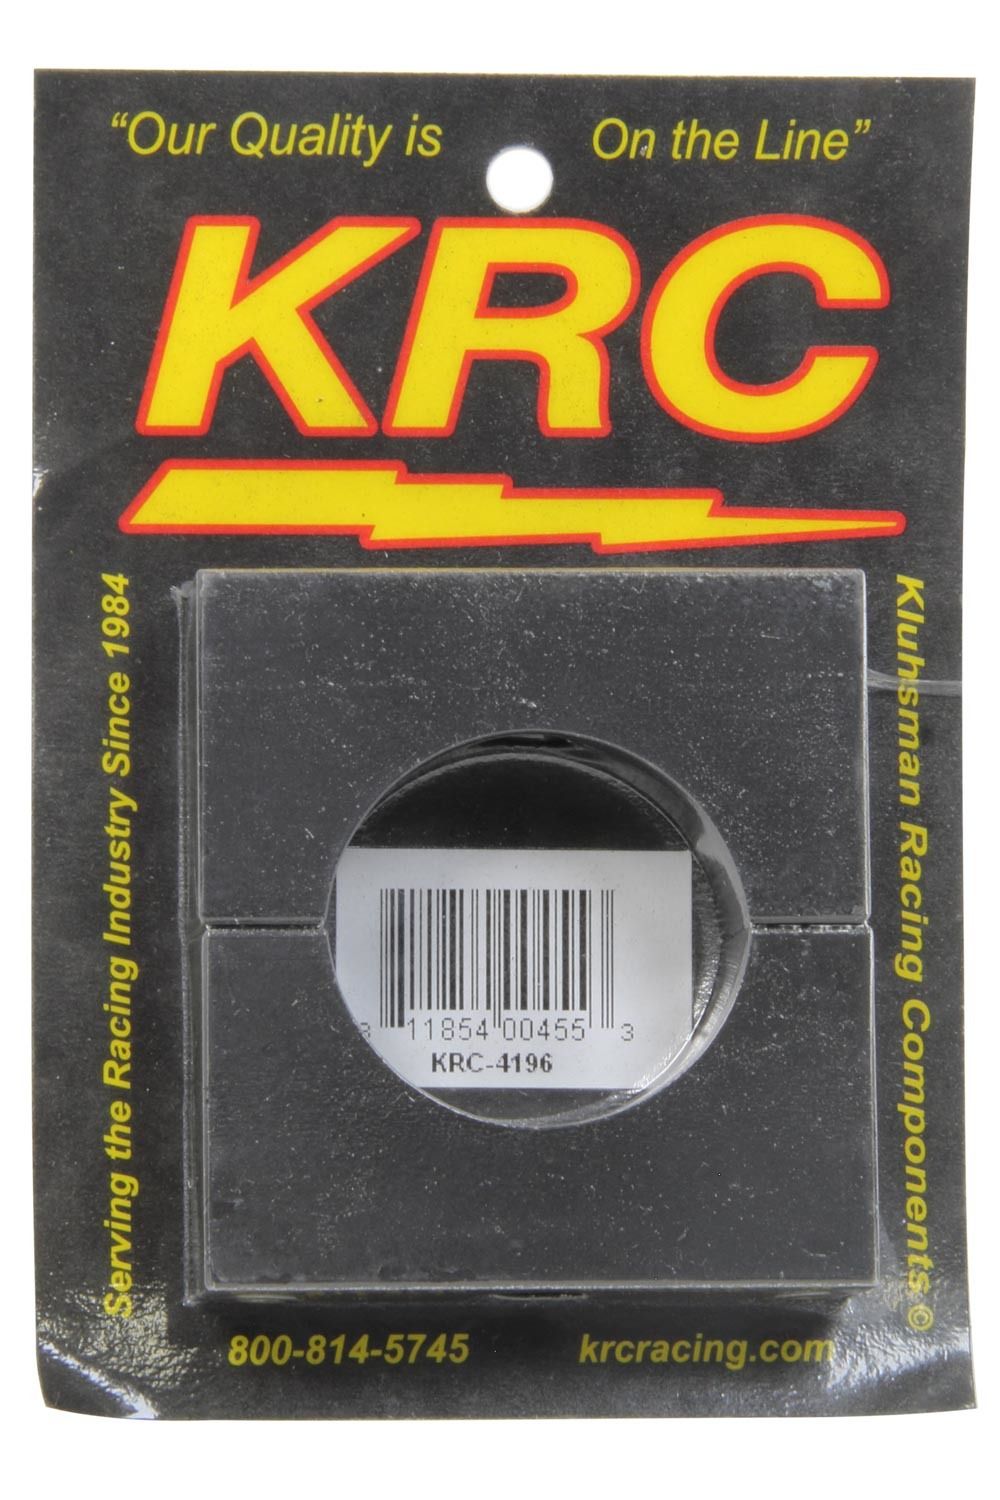 “Our Quality is On the Line”
KRC
Serving the Racing Industry Since 1984
Kluhsman Racing Components©
8 11854 00455 3
KRC-4196
800-814-5745 krcracing.com